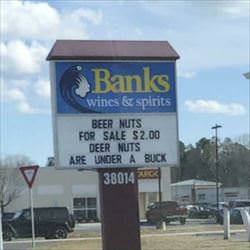 Banks
wines & spirits
BEER NUTS
FOR SALE $2.00
DEER NUTS
ARE UNDER A BUCK
38014